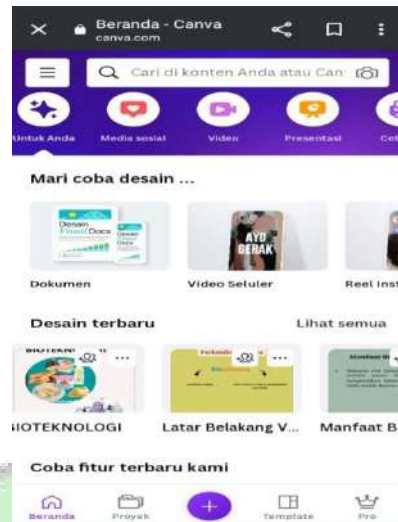 Beranda - Canva
canva.com
Cari di konten Anda atau Can
Untuk Anda
Media sosial
Video
Presentasi
Cet
Mari coba desain ...
Desain
Docs
AYO
GERAK
Dokumen
Video Seluler
Reel Inst
Desain terbaru
Lihat semua
BIOTEKNOLOGI
Latar Belakang V...
Manfaat B
Coba fitur terbaru kami
Beranda
Proyek
Template
Pro